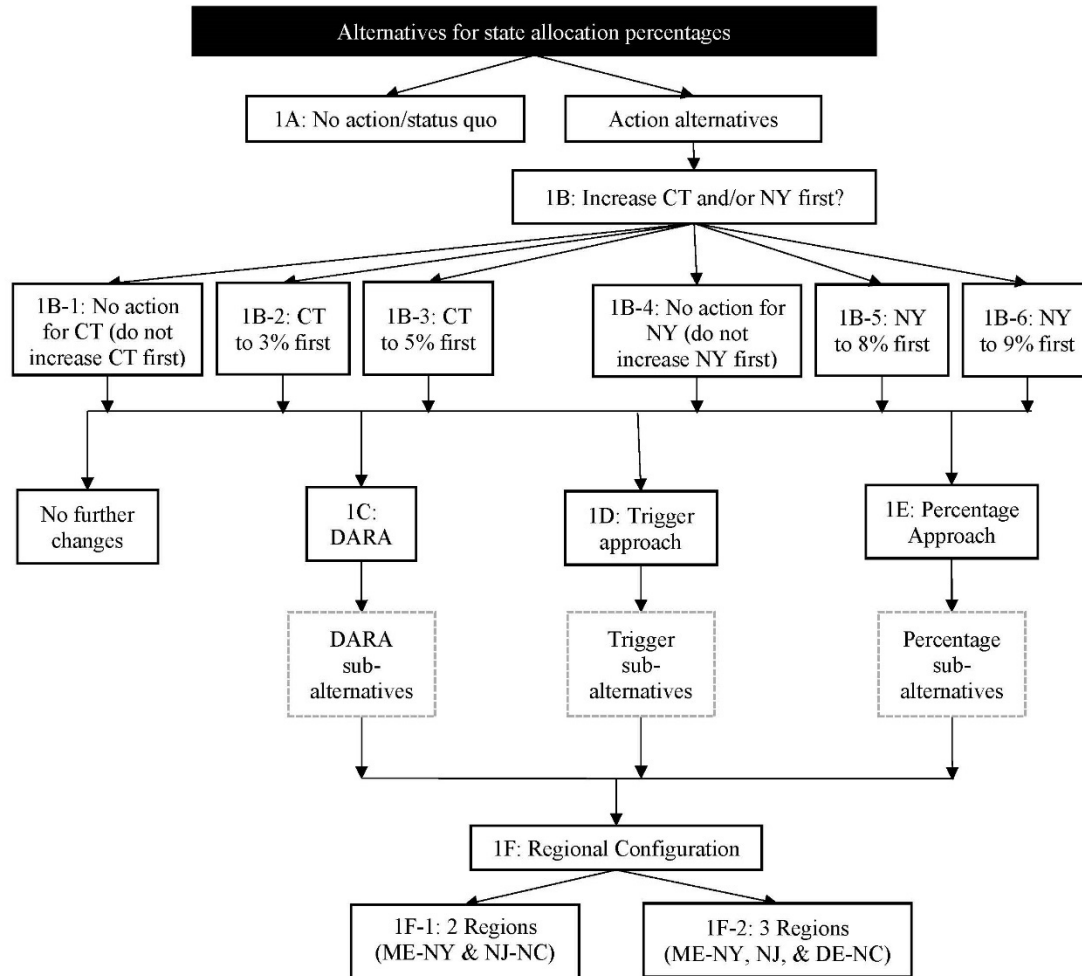 Alternatives for state allocation percentages
1A: No action/status quo
Action alternatives
1B: Increase CT and/or NY first?
1B-1: No action
for CT (do not
increase CT first)
1B-2: CT
to 3% first
1B-3: CT
to 5% first
1B-4: No action for
NY (do not
increase NY first)
1B-5: NY
to 8% first
1B-6: NY
to 9% first
No further
changes
1C:
DARA
1D: Trigger
approach
1E: Percentage
Approach
DARA
sub-
alternatives
Trigger
sub-
alternatives
Percentage
sub-
alternatives
1F: Regional Configuration
1F-1: 2 Regions
(ME-NY & NJ-NC)
1F-2: 3 Regions
(ME-NY, NJ, & DE-NC)